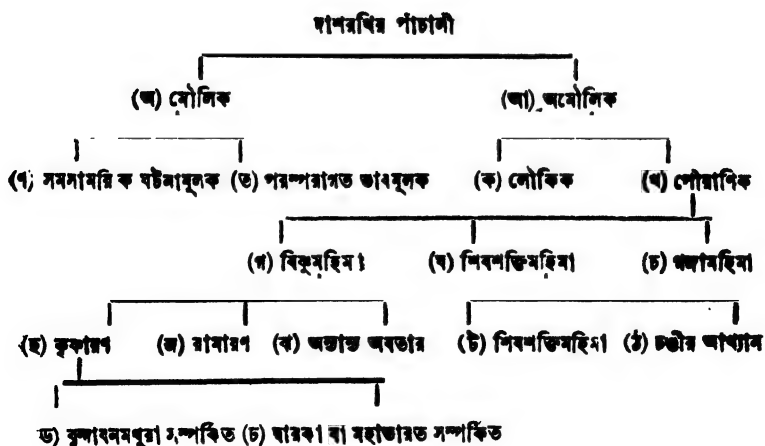 দাশরথির পাঁচালী
(অ) মৌলিক (আ) অমৌলিক
(ণ) সমসাময়িক ঘটনামূলক (ত) পরম্পরাগত ভাবমূলক (ক) লৌকিক (খ) পৌরাণিক
(গ) বিষ্ণুমহিমা (ঘ) শিবশক্তিমহিমা (চ) গঙ্গামহিমা
(ছ) কৃষ্ণায়ণ (জ) রামায়ণ (ঝ) অন্যান্য অবতার (ট) শিবশক্তিমহিমা (ঠ) চণ্ডীর আখ্যান
ড) বৃন্দাবনমথুরা সম্পর্কিত (ঢ) দ্বারকা বা মহাভারত সম্পর্কিত